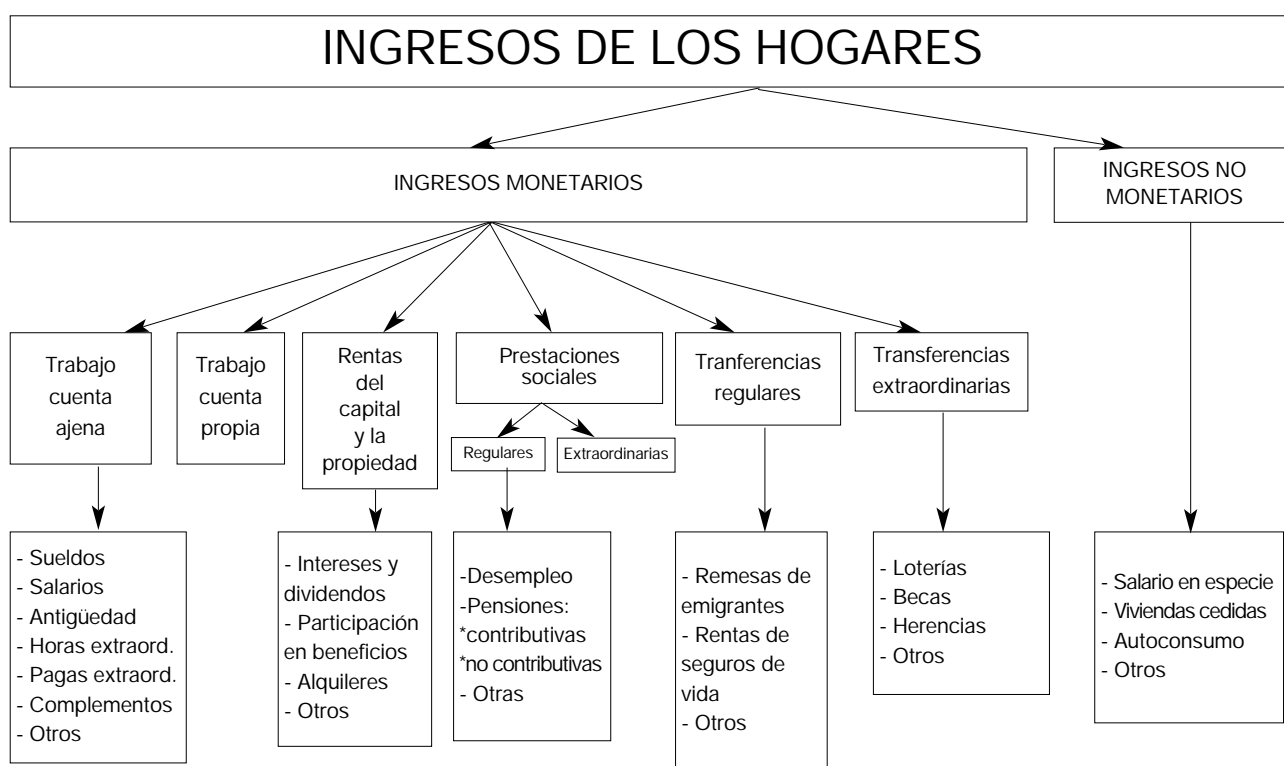 INGRESOS DE LOS HOGARES
INGRESOS MONETARIOS
INGRESOS NO
MONETARIOS
Trabajo
cuenta
ajena
Trabajo
cuenta
propia
Rentas
del
capital
y la
propiedad
Prestaciones
sociales
Regulares
Extraordinarias
Tranferencias
regulares
Transferencias
extraordinarias
- Sueldos
- Salarios
- Antigüedad
- Horas extraord.
- Pagas extraord.
- Complementos
- Otros
- Intereses y
dividendos
- Participación
en beneficios
- Alquileres
- Otros
-Desempleo
-Pensiones:
*contributivas
*no contributivas
- Otras
- Remesas de
emigrantes
- Rentas de
seguros de
vida
- Otros
- Loterías
- Becas
- Herencias
- Otros
- Salario en especie
- Viviendas cedidas
- Autoconsumo
- Otros